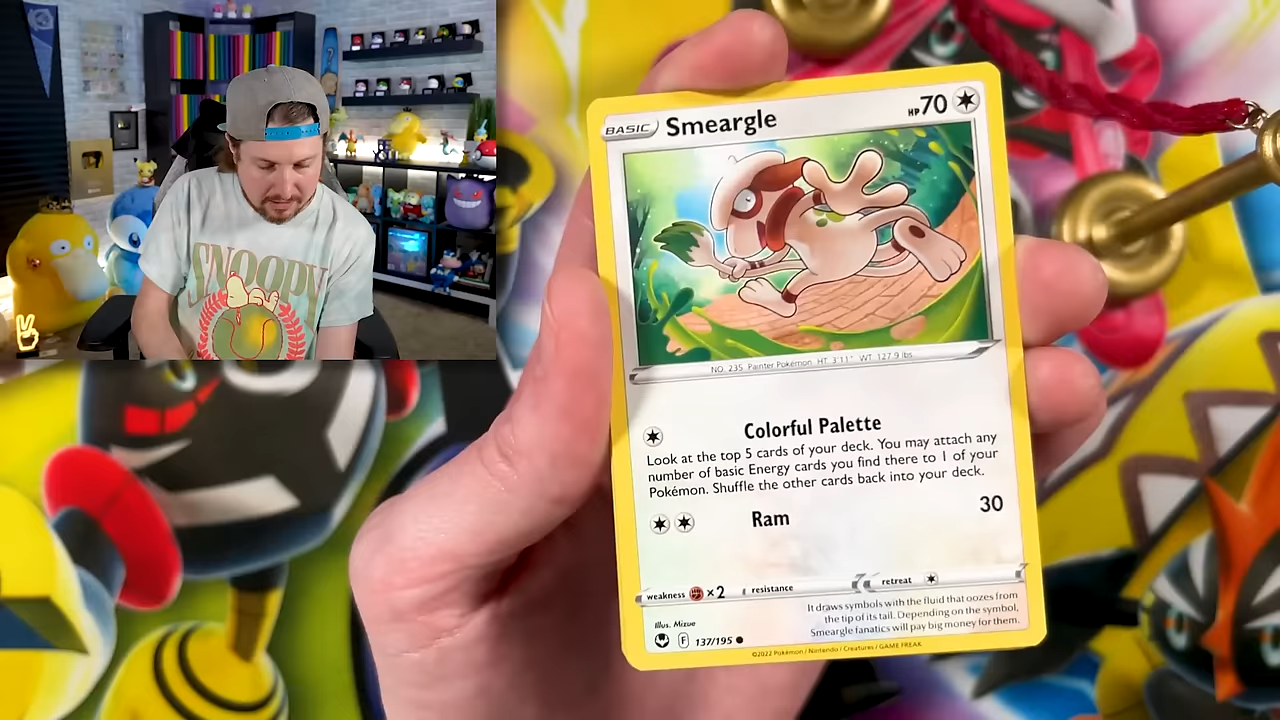 SNOOPY
BASIC Smeargle HP70
NO. 235 Painter Pokémon HT. 3'11" WT. 127.9 lbs
Colorful Palette
Look at the top 5 cards of your deck. You may attach any
number of basic Energy cards you find there to 1 of your
Pokémon. Shuffle the other cards back into your deck.
Ram 30
weakness ×2 resistance retreat
It draws symbols with the fluid that oozes from
the tip of its tail. Depending on the symbol,
Smeargle fanatics will pay big money for them.
Illus. Mizue
F 137/195
©2022 Pokémon / Nintendo / Creatures / GAME FREAK